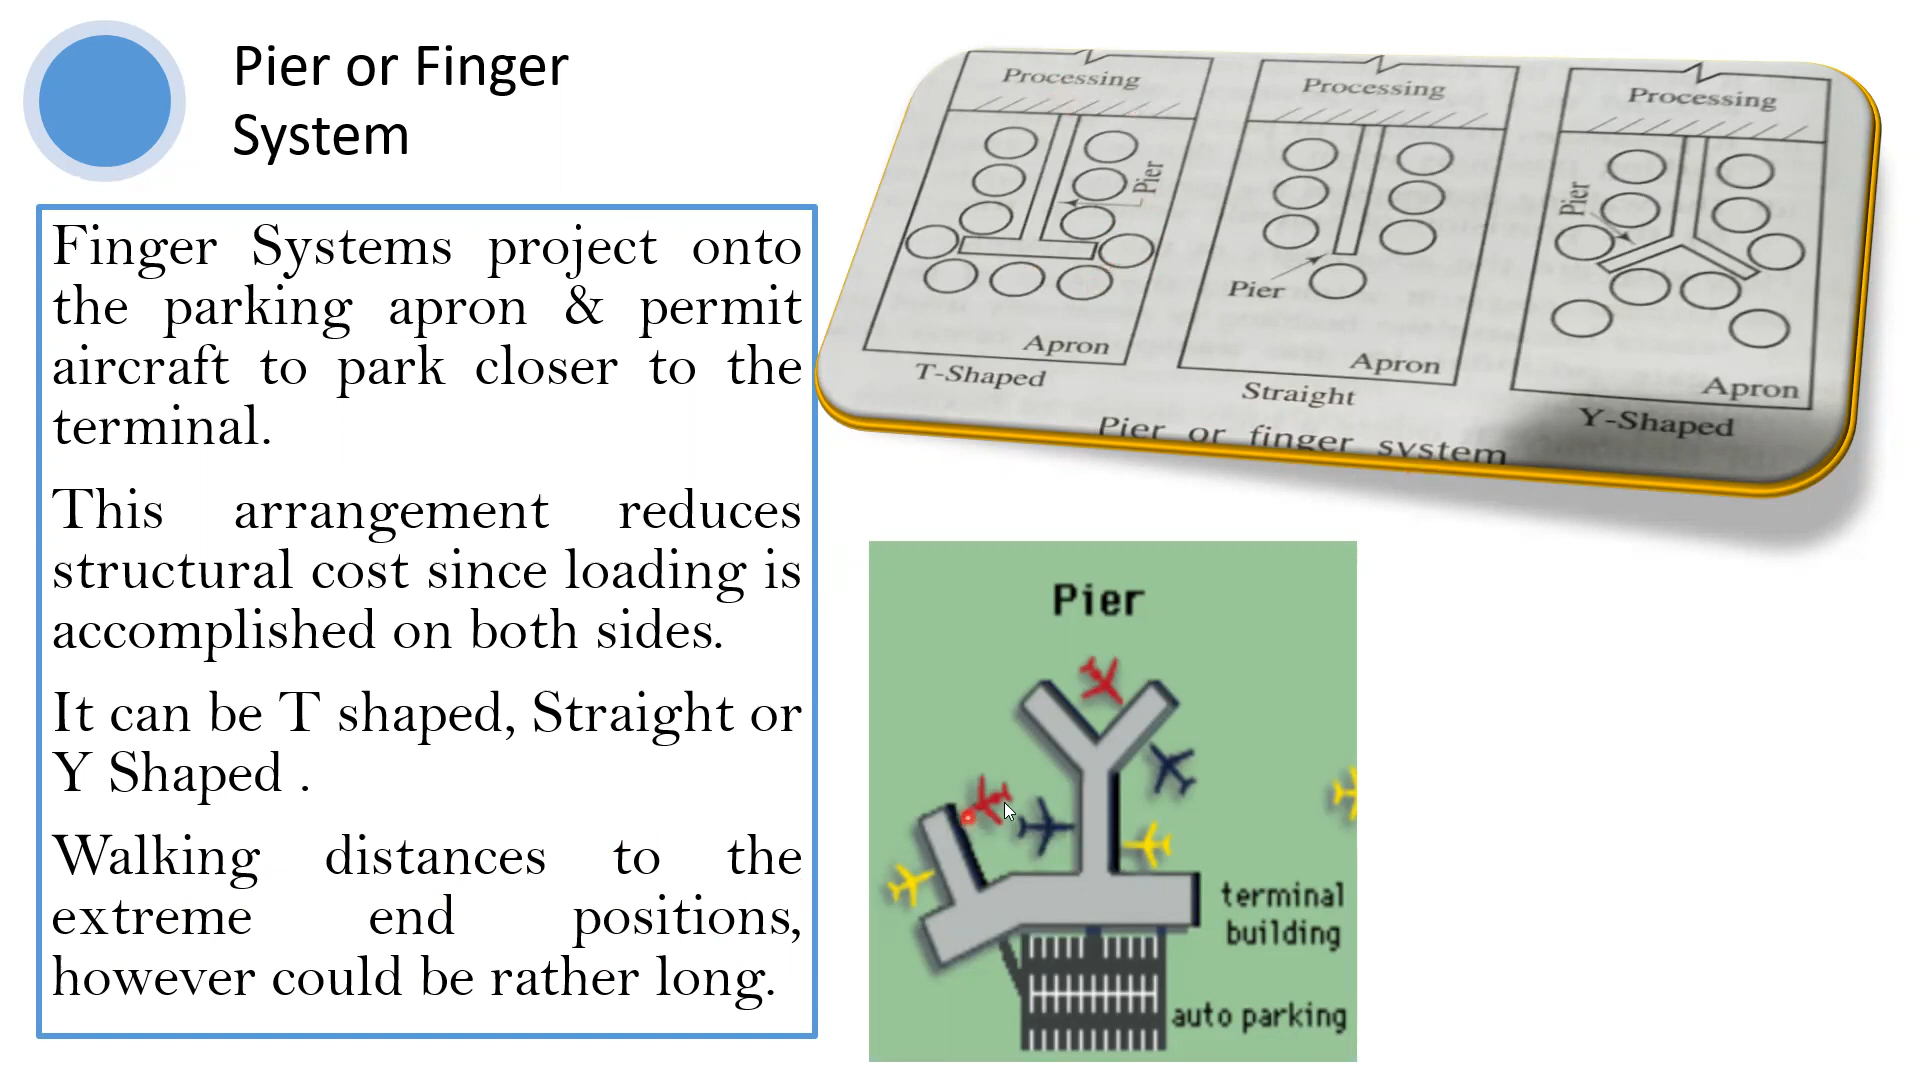 Pier or Finger
System
Finger Systems project onto
the parking apron & permit
aircraft to park closer to the
terminal.
This arrangement reduces
structural cost since loading is
accomplished on both sides.
It can be T shaped, Straight or
Y Shaped .
Walking distances to the
extreme end positions,
however could be rather long.
Processing
Pier
Apron
T-Shaped
Processing
Pier
Apron
Straight
Processing
Pier
Apron
Y-Shaped
Pier or finger system
Pier
terminal
building
auto parking